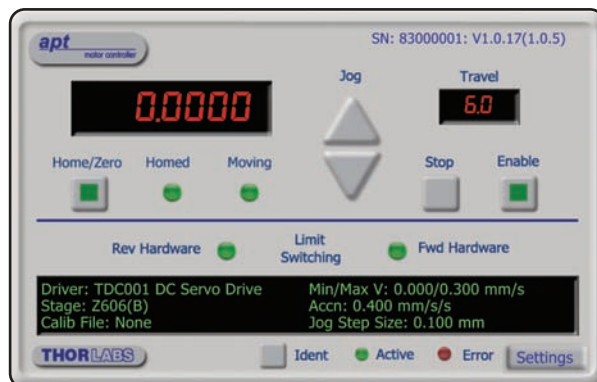 apt
motor controller
SN: 83000001: V1.0.17(1.0.5)
Jog
Travel
0.0000
6.0
Home/Zero Homed Moving
Stop Enable
Rev Hardware
Limit
Switching
Fwd Hardware
Driver: TDC001 DC Servo Drive
Stage: Z606(B)
Calib File: None
Min/Max V: 0.000/0.300 mm/s
Accn: 0.400 mm/s/s
Jog Step Size: 0.100 mm
THORLABS
Ident Active Error Settings